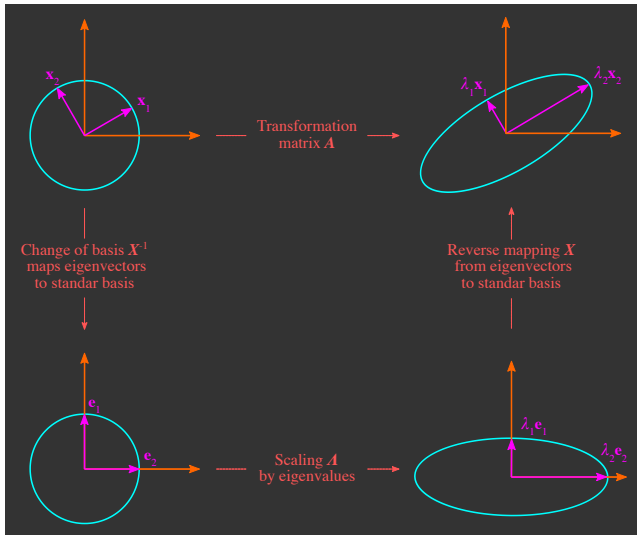 x₂
x₁
λ₁x₁
λ₂x₂
Transformation
matrix A
Change of basis X⁻¹
maps eigenvectors
to standar basis
Reverse mapping X
from eigenvectors
to standar basis
e₁
e₂
Scaling Λ
by eigenvalues
λ₁e₁
λ₂e₂